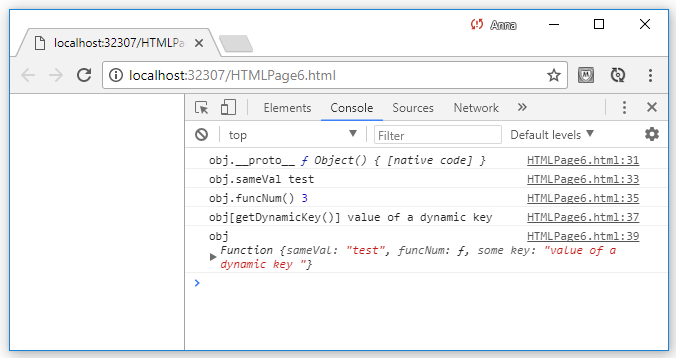 Anna
localhost:32307/HTMLPa
localhost:32307/HTMLPage6.html
Elements Console Sources Network »
top Filter Default levels
obj.__proto__ ƒ Object() { [native code] } HTMLPage6.html:31
obj.sameVal test HTMLPage6.html:33
obj.funcNum() 3 HTMLPage6.html:35
obj[getDynamicKey()] value of a dynamic key HTMLPage6.html:37
obj HTMLPage6.html:39
Function {sameVal: "test", funcNum: ƒ, some key: "value of a
dynamic key "}